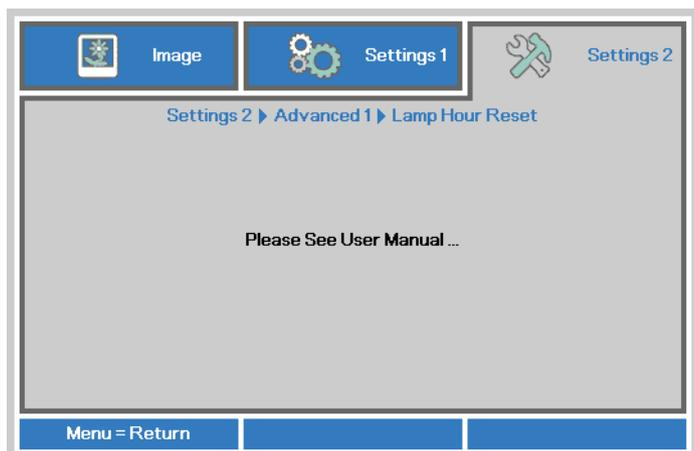 Image
Settings 1
Settings 2
Settings 2 ▶ Advanced 1 ▶ Lamp Hour Reset
Please See User Manual ...
Menu = Return